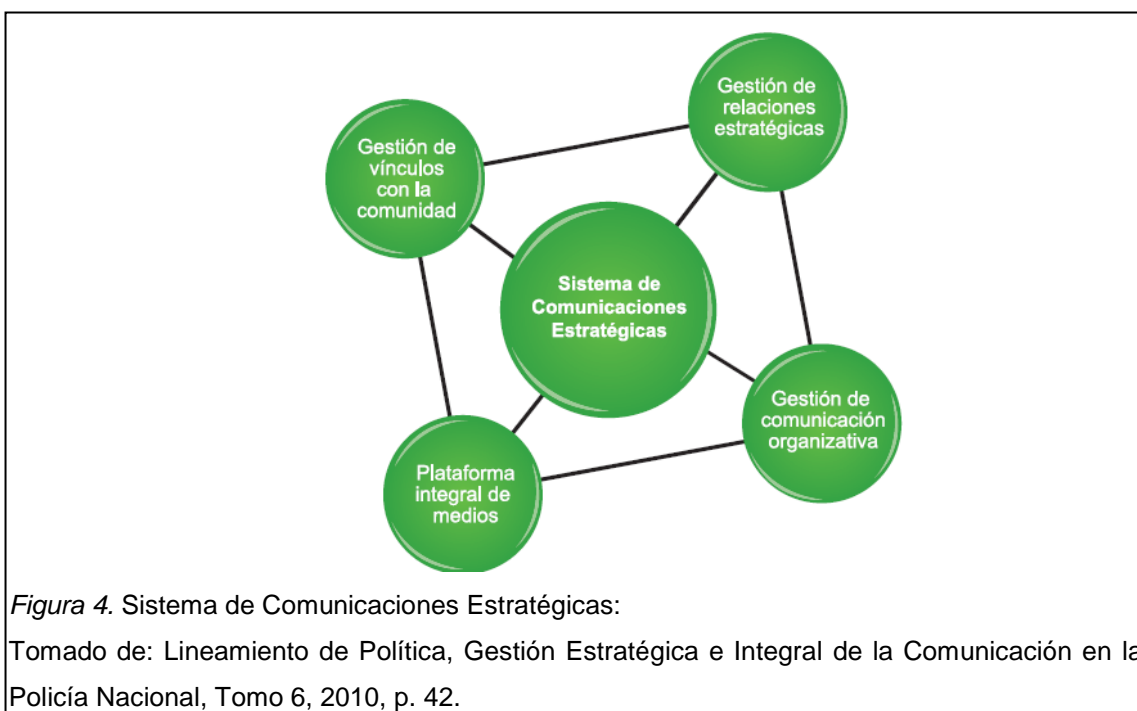 Gestión de
relaciones
estratégicas
Gestión de
vínculos
con la
comunidad
Sistema de
Comunicaciones
Estratégicas
Gestión de
comunicación
organizativa
Plataforma
integral de
medios
Figura 4. Sistema de Comunicaciones Estratégicas:
Tomado de: Lineamiento de Política, Gestión Estratégica e Integral de la Comunicación en la
Policía Nacional, Tomo 6, 2010, p. 42.